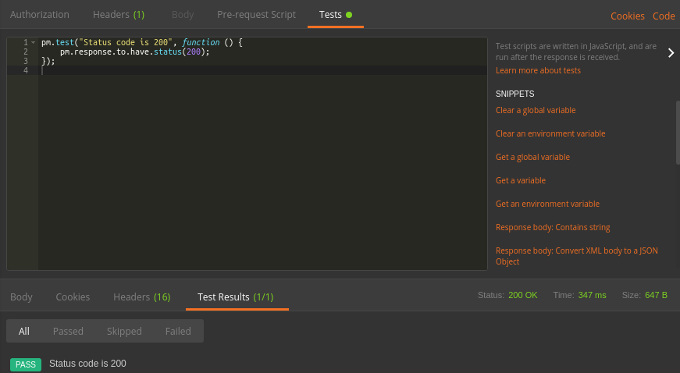 Authorization Headers (1) Body Pre-request Script Tests Cookies Code
1 pm.test("Status code is 200", function () {
2 pm.response.to.have.status(200);
3 });
4
Test scripts are written in JavaScript, and are
run after the response is received.
Learn more about tests
SNIPPETS
Clear a global variable
Clear an environment variable
Get a global variable
Get a variable
Get an environment variable
Response body: Contains string
Response body: Convert XML body to a JSON
Object
Body Cookies Headers (16) Test Results (1/1) Status: 200 OK Time: 347 ms Size: 647 B
All Passed Skipped Failed
PASS Status code is 200